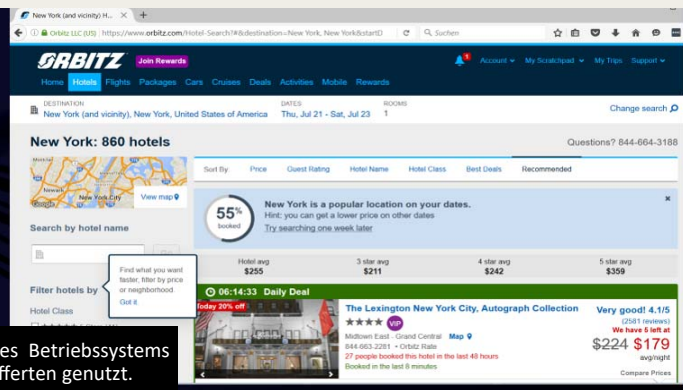 New York (and vicinity) H...
Orbitz LLC (US) https://www.orbitz.com/Hotel-Search?#&destination=New York, New York&startD
Suchen
ORBITZ
Join Rewards
1
Account
My Scratchpad
My Trips
Support
Home Hotels Flights Packages Cars Cruises Deals Activities Mobile Rewards
DESTINATION
DATES
ROOMS
New York (and vicinity), New York, United States of America
Thu, Jul 21 - Sat, Jul 23
1
Change search
New York: 860 hotels
Questions? 844-664-3188
Newark
New York City
Google
View map
Sort By Price Guest Rating Hotel Name Hotel Class Best Deals Recommended
55%
booked
New York is a popular location on your dates.
Hint: you can get a lower price on other dates
Try searching one week later
Search by hotel name
Go
Hotel avg
$255
3 star avg
$211
4 star avg
$242
5 star avg
$359
Find what you want
faster, filter by price
or neighborhood.
Got it
Filter hotels by
Hotel Class
06:14:33 Daily Deal
Today 20% off
The Lexington New York City, Autograph Collection
VIP
Midtown East - Grand Central Map
844-663-2281 • Orbitz Rate
27 people booked this hotel in the last 48 hours
Booked in the last 8 minutes
Very good! 4.1/5
(2581 reviews)
We have 5 left at
$224 $179
avg/night
Compare Prices
es Betriebssystems
fferten genutzt.